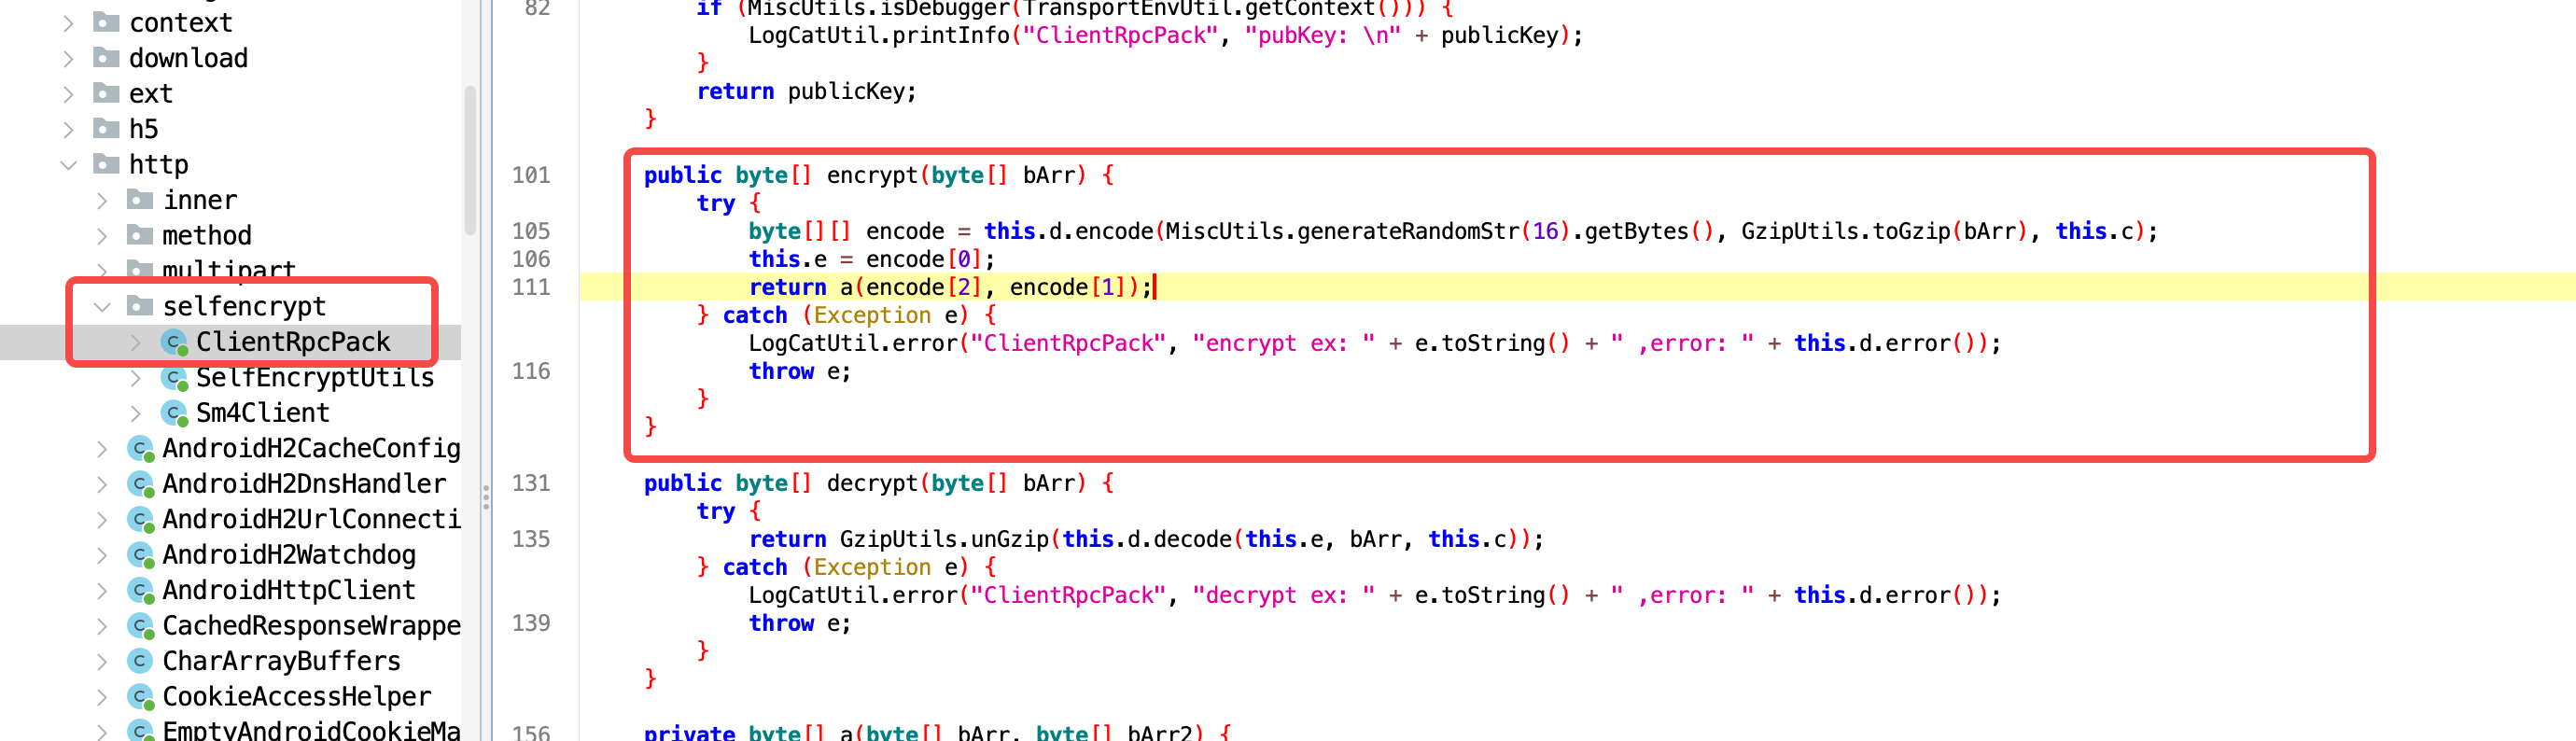 context
download
ext
h5
http
inner
method
multipart
selfencrypt
ClientRpcPack
SelfEncryptUtils
Sm4Client
AndroidH2CacheConfig
AndroidH2DnsHandler
AndroidH2UrlConnecti
AndroidH2Watchdog
AndroidHttpClient
CachedResponseWrappe
CharArrayBuffers
CookieAccessHelper
EmptyAndroidCookieMa
82 if (MiscUtils.isDebugger(TransportEnvUtil.getContext())) {
LogCatUtil.printInfo("ClientRpcPack", "pubKey: \n" + publicKey);
}
return publicKey;
}
101 public byte[] encrypt(byte[] bArr) {
try {
105 byte[][] encode = this.d.encode(MiscUtils.generateRandomStr(16).getBytes(), GzipUtils.toGzip(bArr), this.c);
106 this.e = encode[0];
111 return a(encode[2], encode[1]);
} catch (Exception e) {
LogCatUtil.error("ClientRpcPack", "encrypt ex: " + e.toString() + " ,error: " + this.d.error());
116 throw e;
}
}
131 public byte[] decrypt(byte[] bArr) {
try {
135 return GzipUtils.unGzip(this.d.decode(this.e, bArr, this.c));
} catch (Exception e) {
LogCatUtil.error("ClientRpcPack", "decrypt ex: " + e.toString() + " ,error: " + this.d.error());
139 throw e;
}
}
156 private byte[] a(byte[] bArr, byte[] bArr2) {